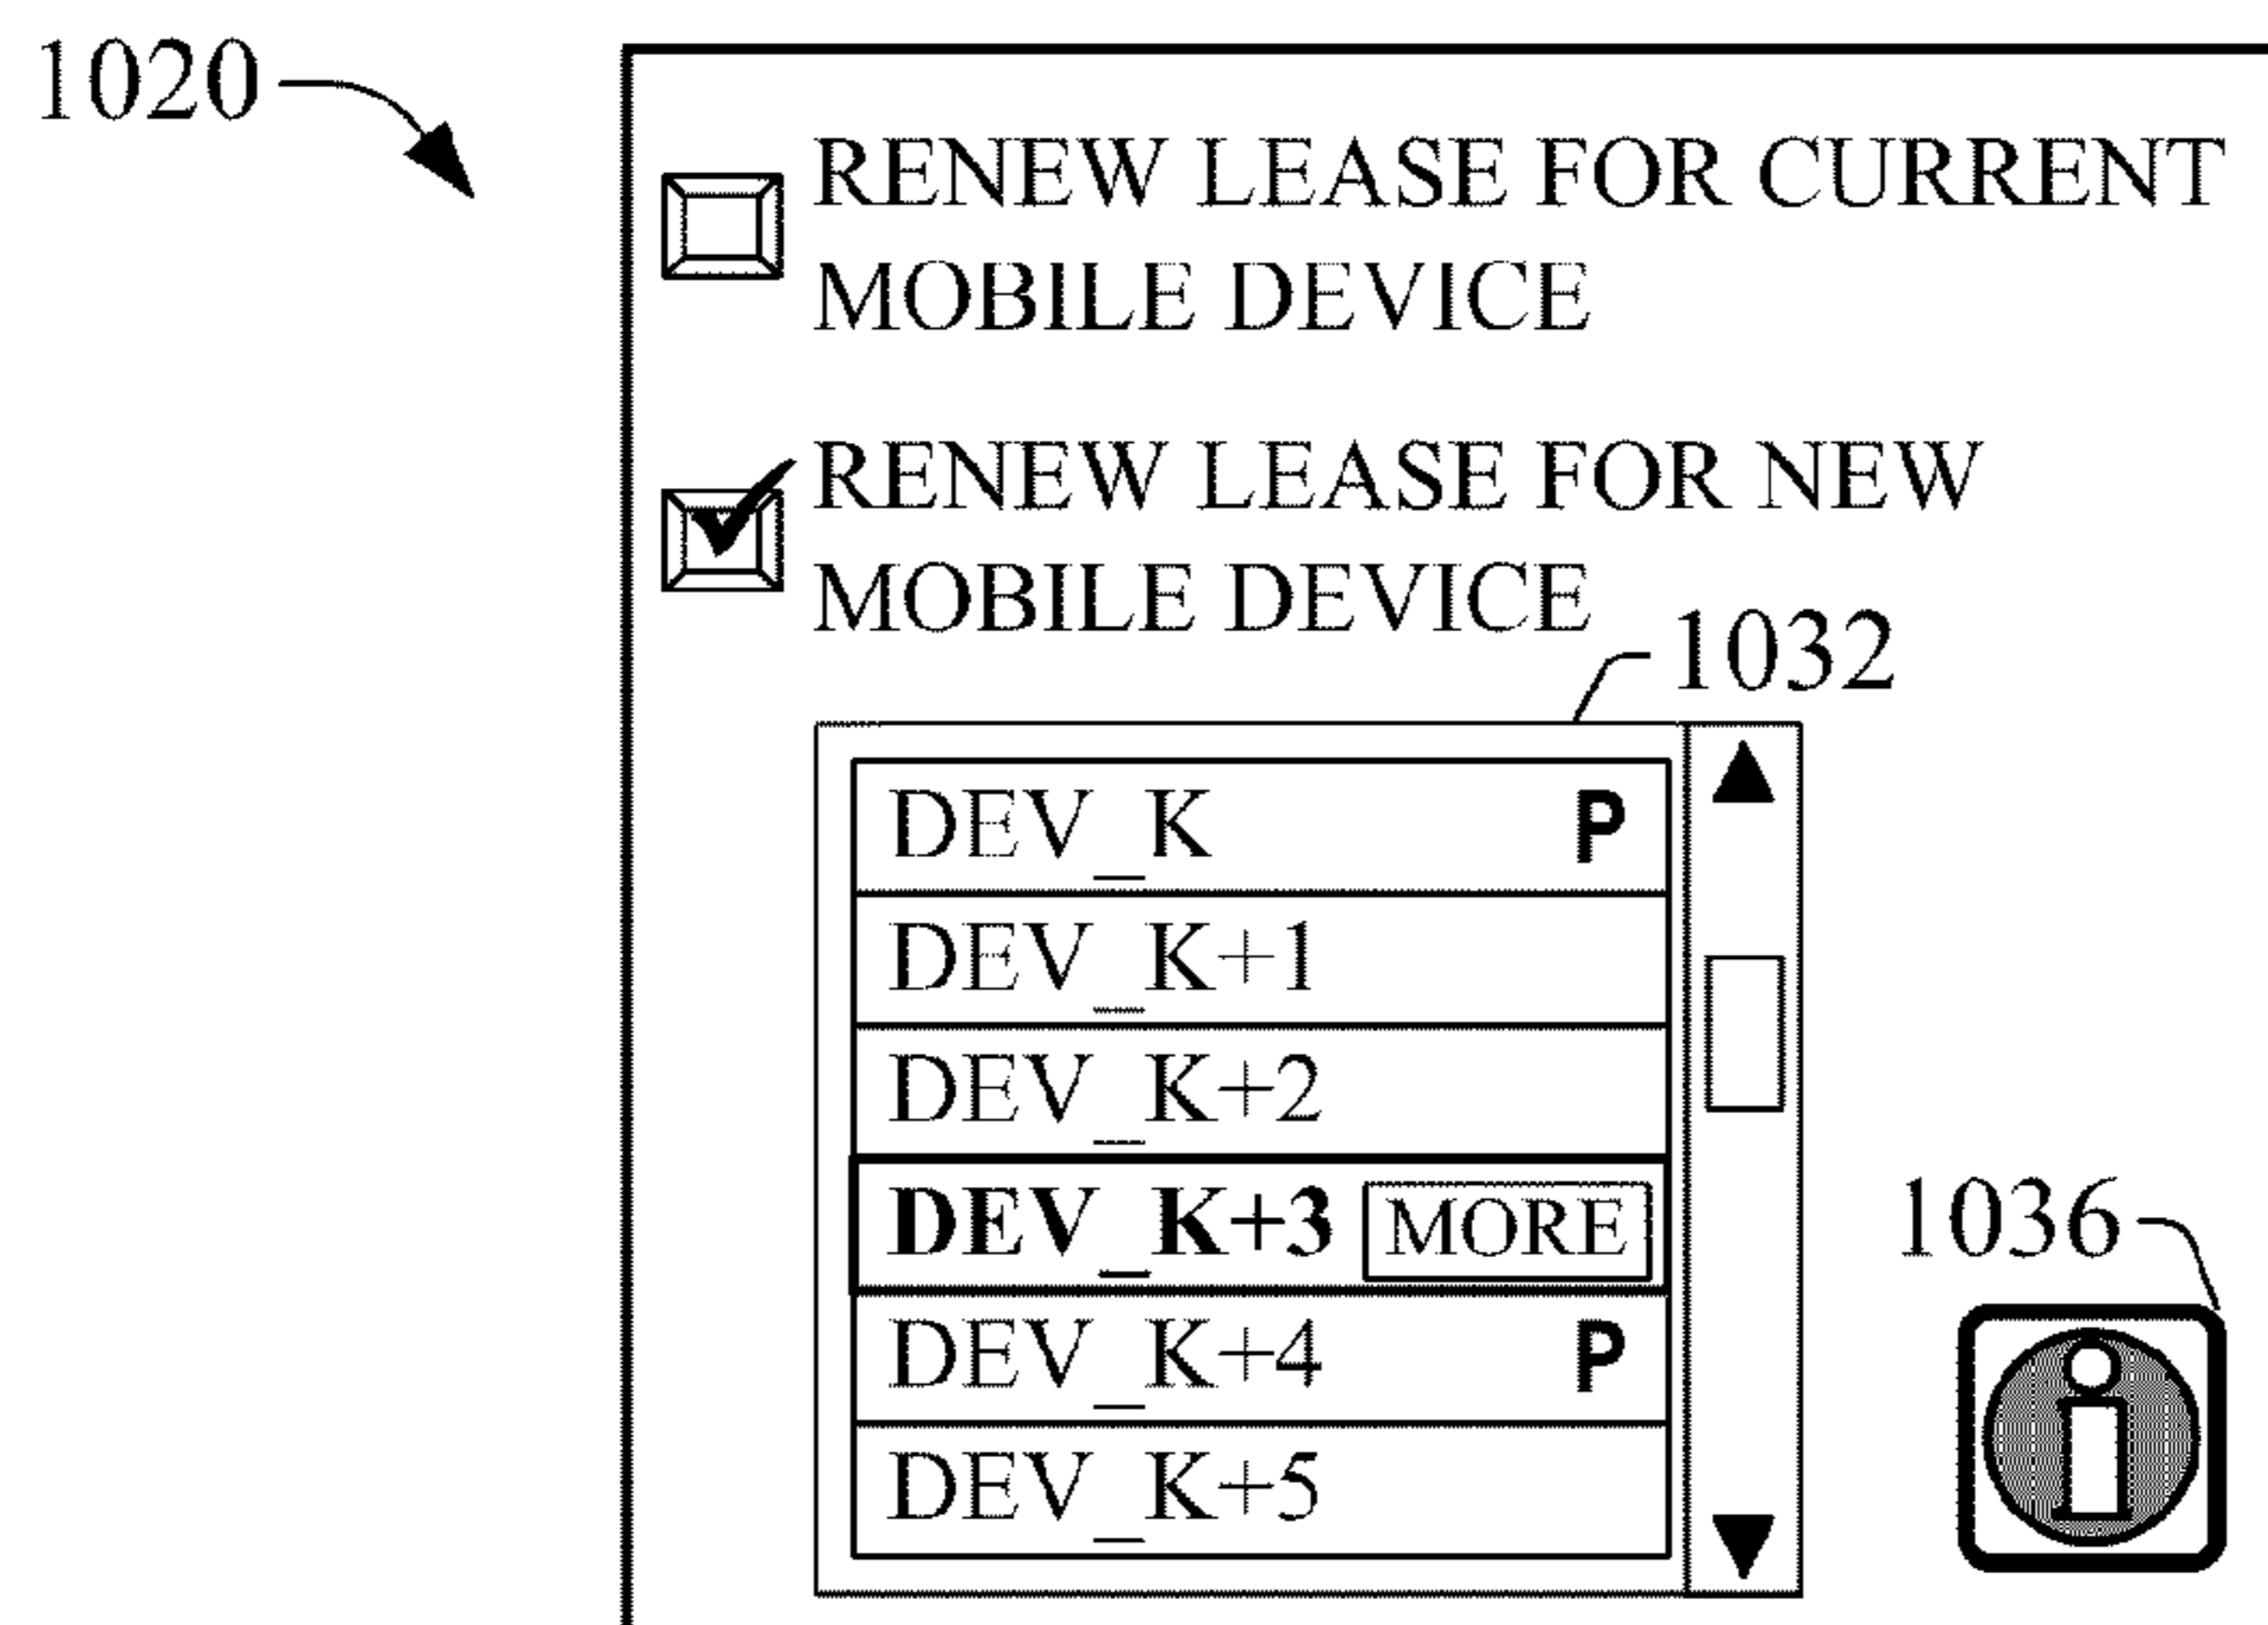 1020
RENEW LEASE FOR CURRENT
MOBILE DEVICE
RENEW LEASE FOR NEW
MOBILE DEVICE
1032
DEV_K P
DEV_K+1
DEV_K+2
DEV_K+3 MORE
1036
DEV_K+4 P
DEV_K+5